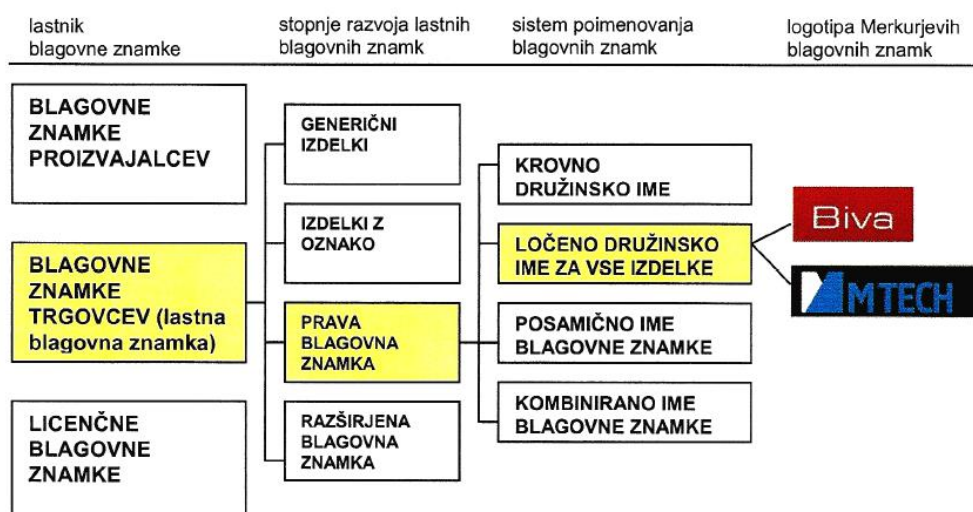 lastnik
blagovne znamke
stopnje razvoja lastnih
blagovnih znamk
sistem poimenovanja
blagovnih znamk
logotipa Merkurjevih
blagovnih znamk
BLAGOVNE
ZNAMKE
PROIZVAJALCEV
BLAGOVNE
ZNAMKE
TRGOVCEV (lastna
blagovna znamka)
LICENČNE
BLAGOVNE
ZNAMKE
GENERIČNI
IZDELKI
IZDELKI Z
OZNAKO
PRAVA
BLAGOVNA
ZNAMKA
RAZŠIRJENA
BLAGOVNA
ZNAMKA
KROVNO
DRUŽINSKO IME
LOČENO DRUŽINSKO
IME ZA VSE IZDELKE
POSAMIČNO IME
BLAGOVNE ZNAMKE
KOMBINIRANO IME
BLAGOVNE ZNAMKE
Biva
MTECH